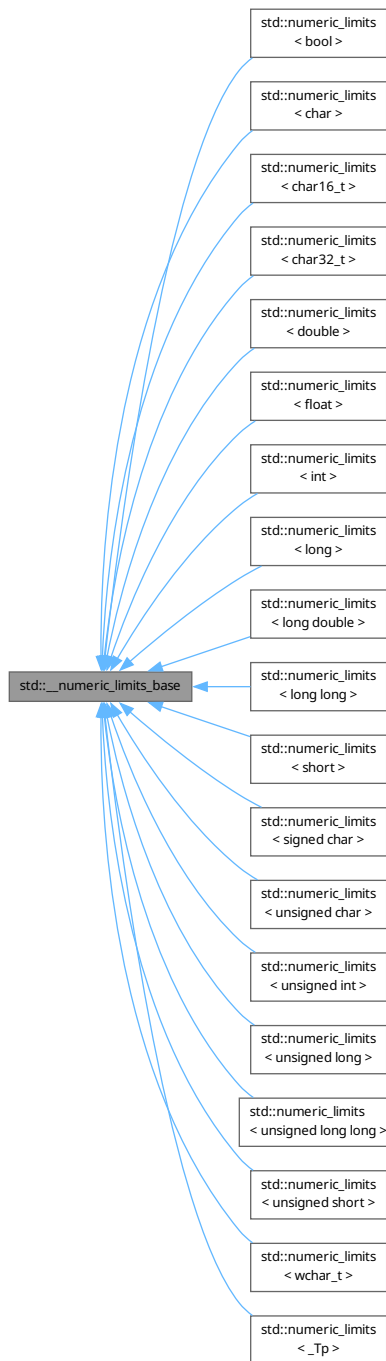 std::numeric_limits
< bool >
std::numeric_limits
< char >
std::numeric_limits
< char16_t >
std::numeric_limits
< char32_t >
std::numeric_limits
< double >
std::numeric_limits
< float >
std::numeric_limits
< int >
std::numeric_limits
< long >
std::numeric_limits
< long double >
std::__numeric_limits_base
std::numeric_limits
< long long >
std::numeric_limits
< short >
std::numeric_limits
< signed char >
std::numeric_limits
< unsigned char >
std::numeric_limits
< unsigned int >
std::numeric_limits
< unsigned long >
std::numeric_limits
< unsigned long long >
std::numeric_limits
< unsigned short >
std::numeric_limits
< wchar_t >
std::numeric_limits
< _Tp >